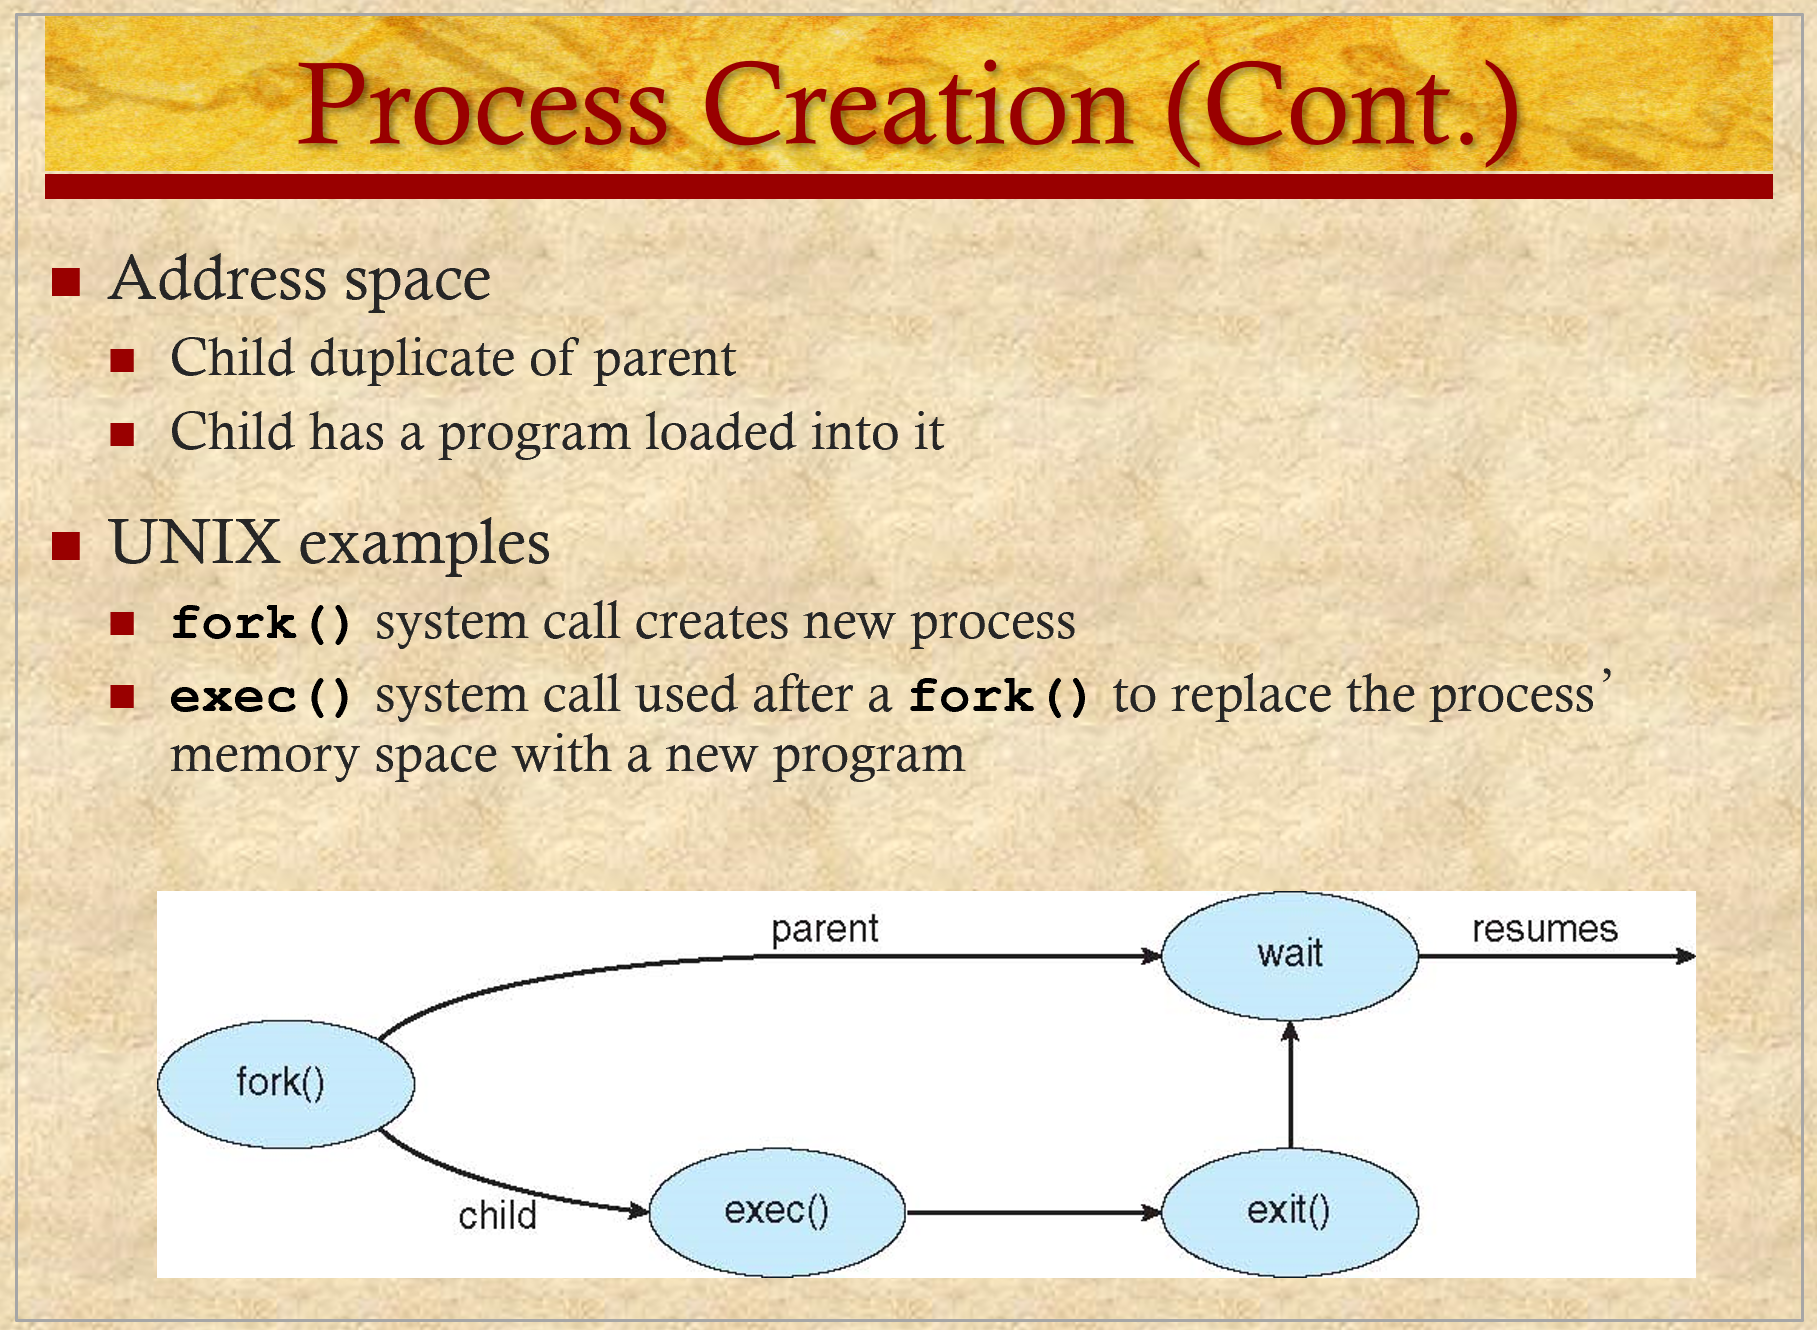 Process Creation (Cont.)
Address space
Child duplicate of parent
Child has a program loaded into it
UNIX examples
fork() system call creates new process
exec() system call used after a fork() to replace the process’
memory space with a new program
parent
wait
resumes
fork()
child
exec()
exit()